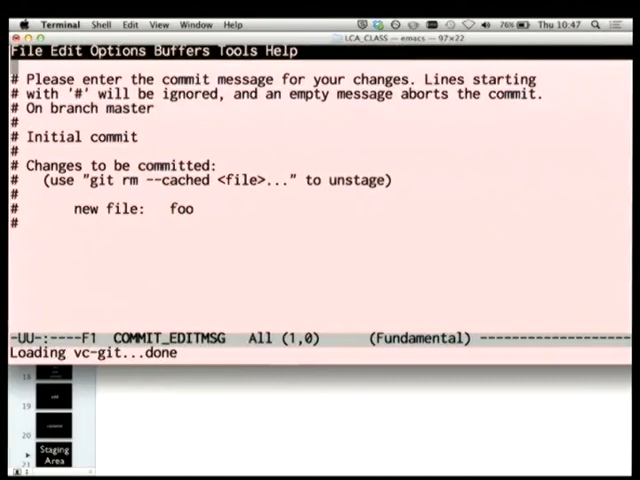 Terminal Shell Edit View Window Help 76% Thu 10:47
LCA_CLASS — emacs — 97×22
File Edit Options Buffers Tools Help
# Please enter the commit message for your changes. Lines starting
# with '#' will be ignored, and an empty message aborts the commit.
# On branch master
#
# Initial commit
#
# Changes to be committed:
#   (use "git rm --cached <file>..." to unstage)
#
#       new file:   foo
#
-UU-:----F1 COMMIT_EDITMSG All (1,0) (Fundamental) ------------------
Loading vc-git...done
18
19
20
Staging
Area
21